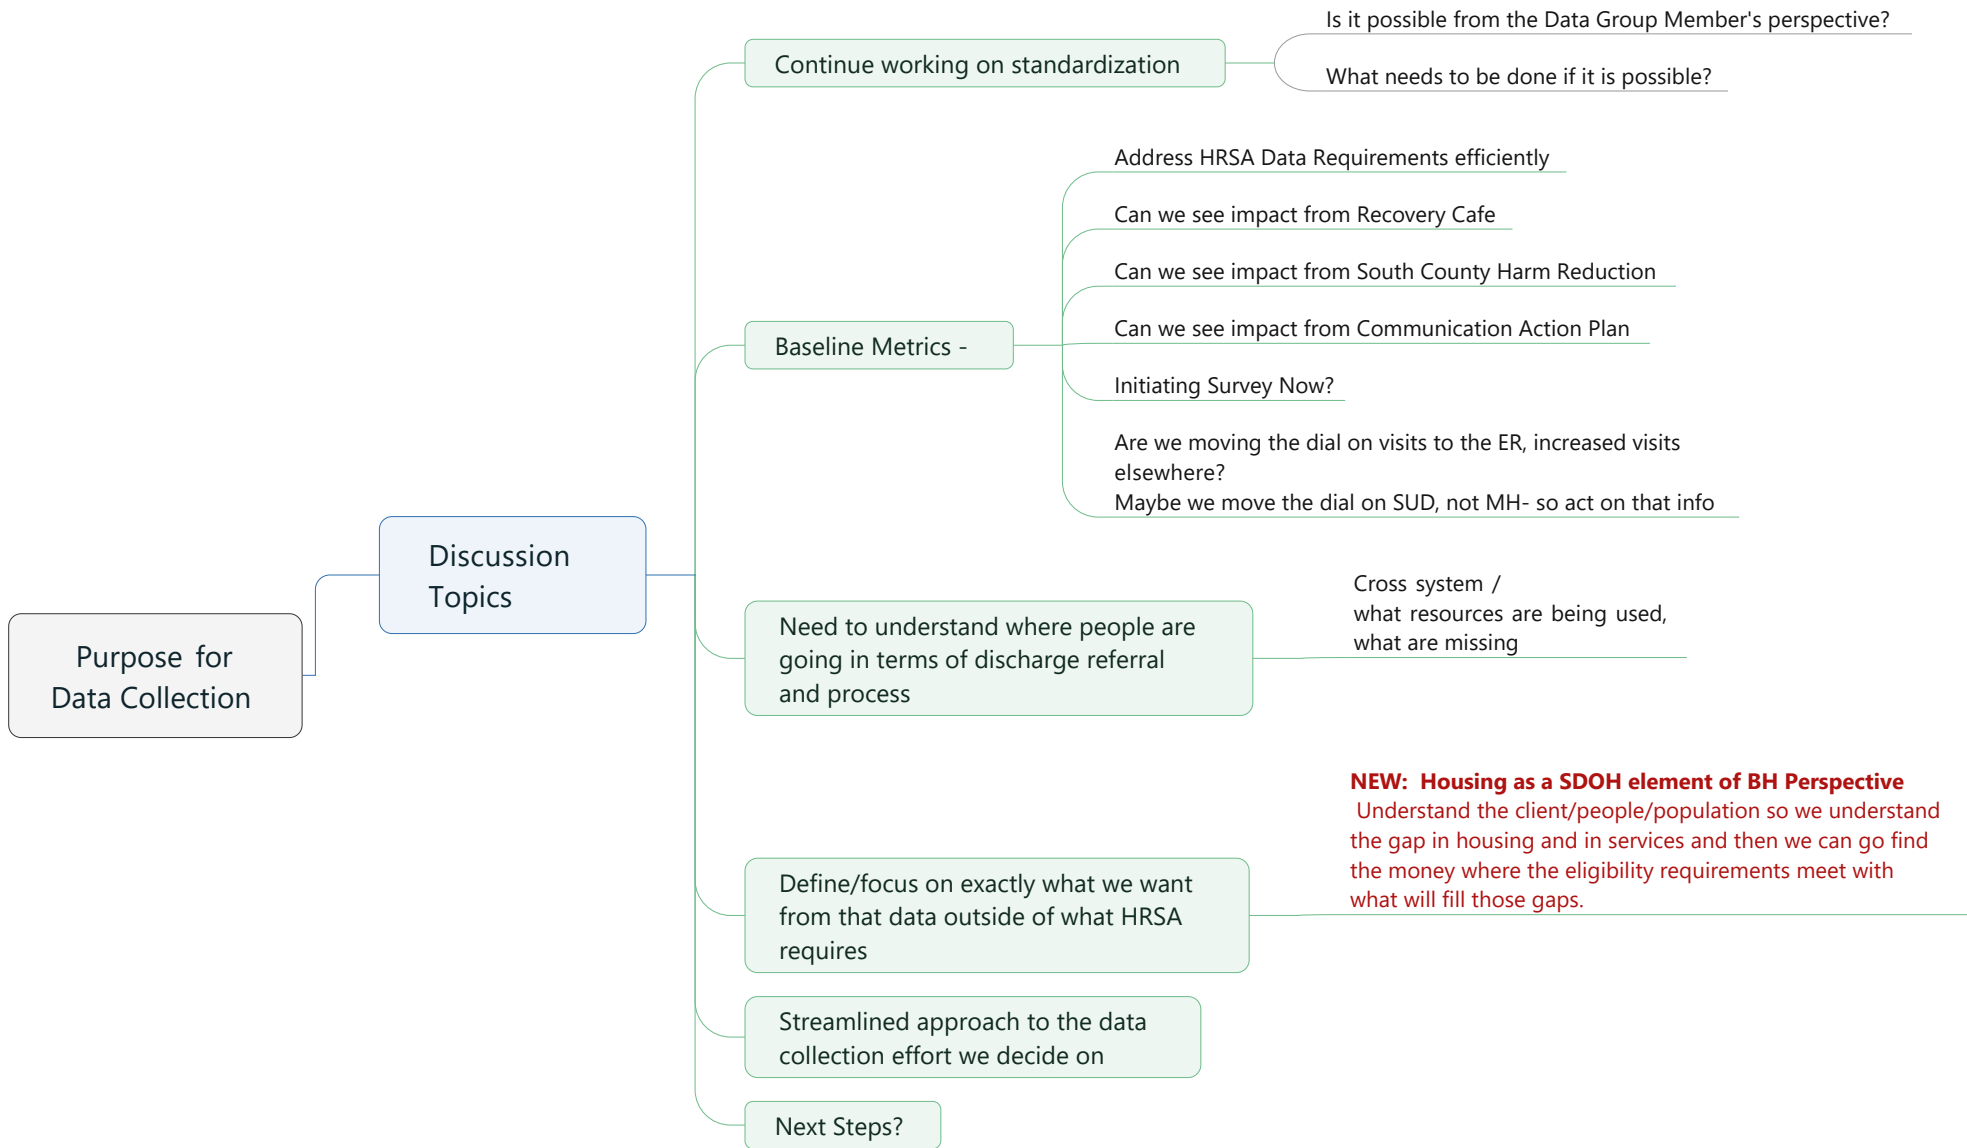 Purpose for
Data Collection
Discussion
Topics
Continue working on standardization
Is it possible from the Data Group Member's perspective?
What needs to be done if it is possible?
Baseline Metrics -
Address HRSA Data Requirements efficiently
Can we see impact from Recovery Cafe
Can we see impact from South County Harm Reduction
Can we see impact from Communication Action Plan
Initiating Survey Now?
Are we moving the dial on visits to the ER, increased visits
elsewhere?
Maybe we move the dial on SUD, not MH- so act on that info
Need to understand where people are
going in terms of discharge referral
and process
Cross system /
what resources are being used,
what are missing
Define/focus on exactly what we want
from that data outside of what HRSA
requires
NEW: Housing as a SDOH element of BH Perspective
Understand the client/people/population so we understand
the gap in housing and in services and then we can go find
the money where the eligibility requirements meet with
what will fill those gaps.
Streamlined approach to the data
collection effort we decide on
Next Steps?